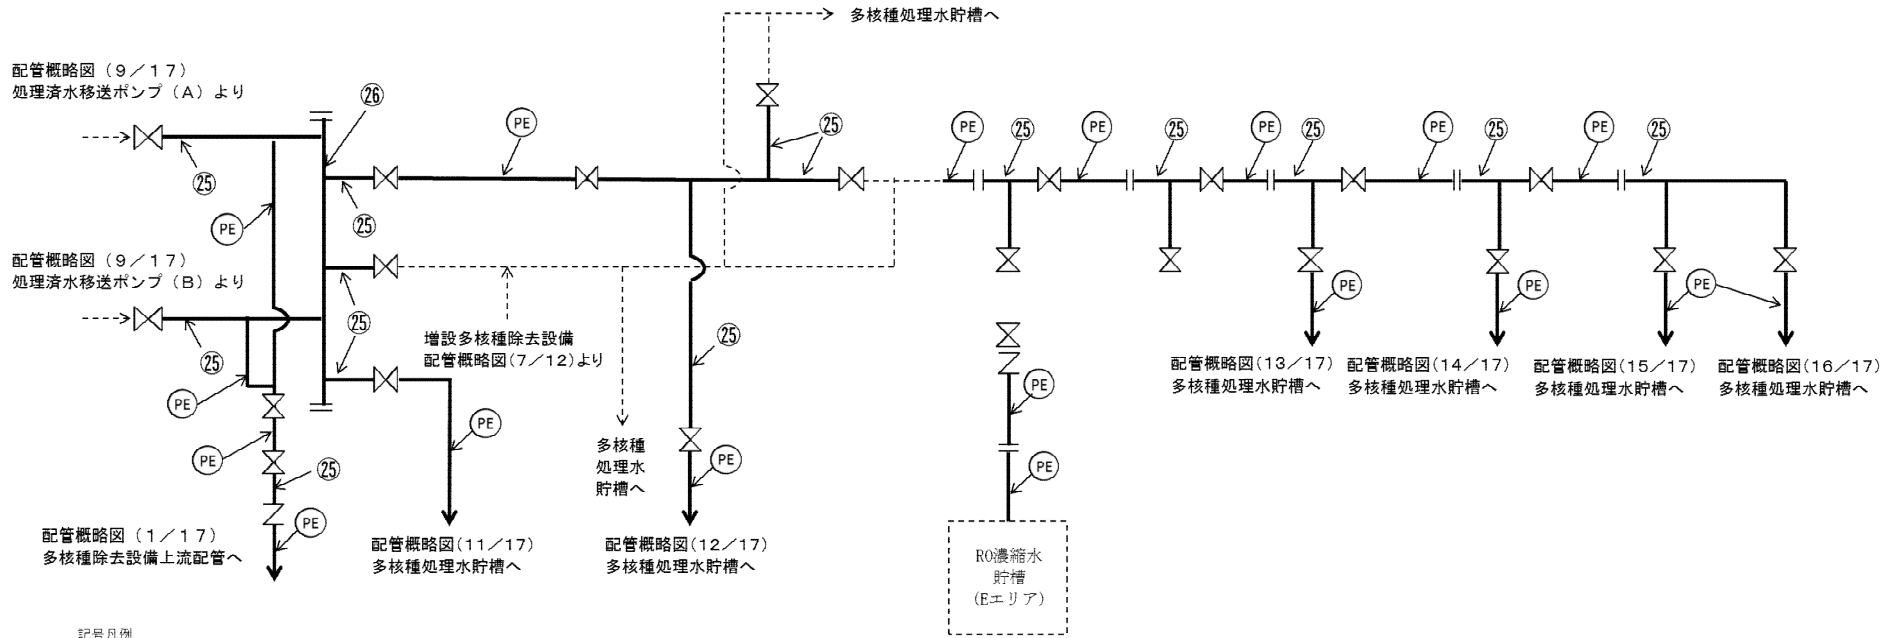 多核種処理水貯槽へ
配管概略図（９／１７）
処理済水移送ポンプ（Ａ）より
㉖
PE
㉕
PE
㉕
PE
㉕
PE
㉕
PE
㉕
PE
㉕
㉕
㉕
PE
配管概略図（９／１７）
処理済水移送ポンプ（Ｂ）より
㉕
㉕
㉕
増設多核種除去設備
配管概略図(７／１２)より
㉕
PE
PE
PE
配管概略図(１３／１７)
多核種処理水貯槽へ
配管概略図(１４／１７)
多核種処理水貯槽へ
配管概略図(１５／１７)
多核種処理水貯槽へ
配管概略図(１６／１７)
多核種処理水貯槽へ
PE
PE
PE
PE
㉕
PE
多核種
処理水
貯槽へ
PE
PE
配管概略図（１／１７）
多核種除去設備上流配管へ
配管概略図(１１／１７)
多核種処理水貯槽へ
配管概略図(１２／１７)
多核種処理水貯槽へ
RO濃縮水
貯槽
(Eエリア)
記号凡例